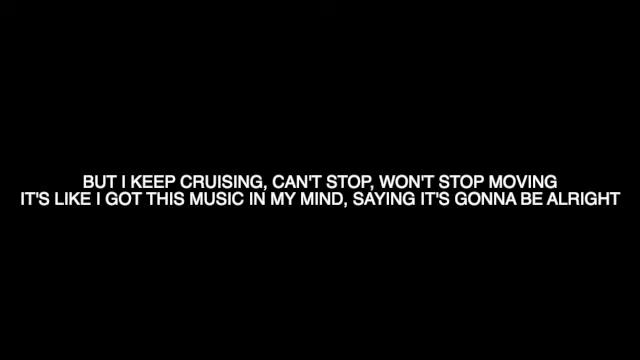 BUT I KEEP CRUISING, CAN'T STOP, WON'T STOP MOVING
IT'S LIKE I GOT THIS MUSIC IN MY MIND, SAYING IT'S GONNA BE ALRIGHT